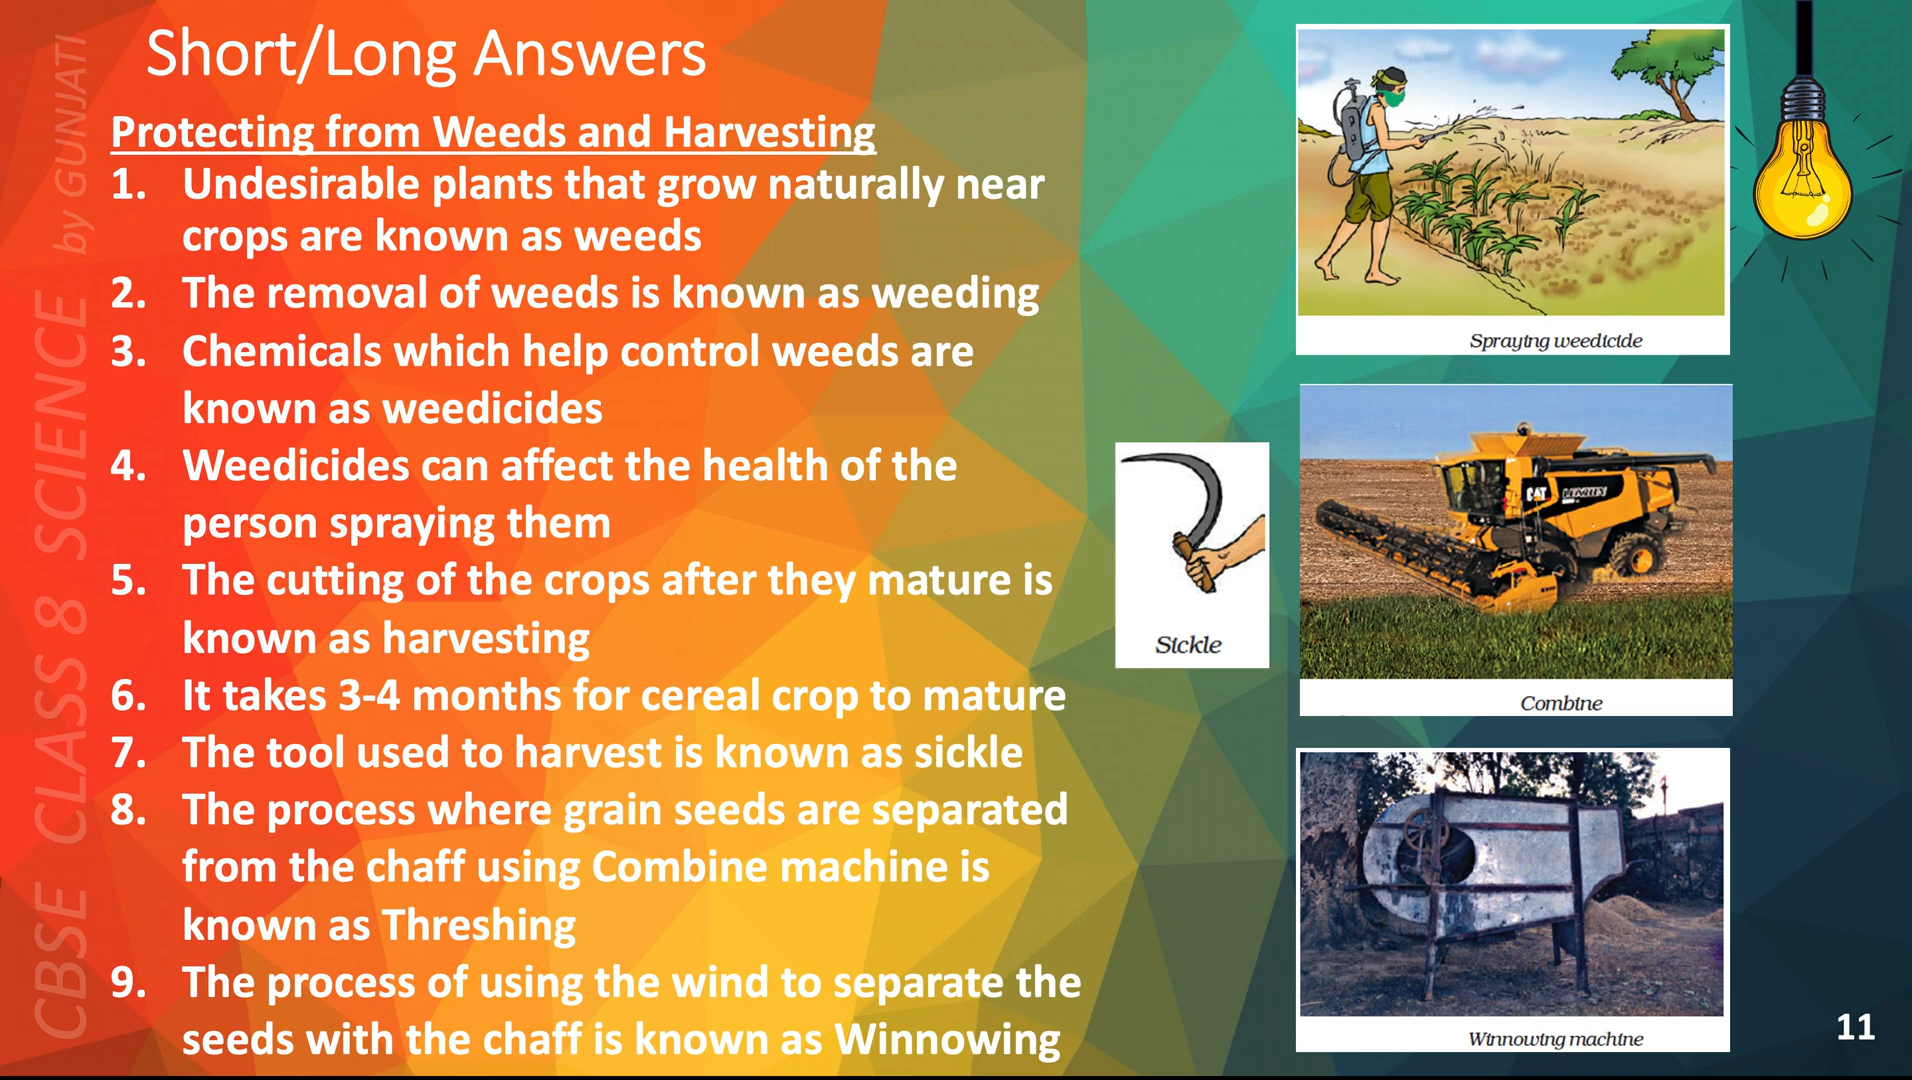 Short/Long Answers
Protecting from Weeds and Harvesting
1. Undesirable plants that grow naturally near
crops are known as weeds
2. The removal of weeds is known as weeding
3. Chemicals which help control weeds are
known as weedicides
4. Weedicides can affect the health of the
person spraying them
5. The cutting of the crops after they mature is
known as harvesting
6. It takes 3-4 months for cereal crop to mature
7. The tool used to harvest is known as sickle
8. The process where grain seeds are separated
from the chaff using Combine machine is
known as Threshing
9. The process of using the wind to separate the
seeds with the chaff is known as Winnowing
CBSE CLASS 8 SCIENCE by GUNJATI
Spraying weedicide
Sickle
CAT
Combine
Winnowing machine
11